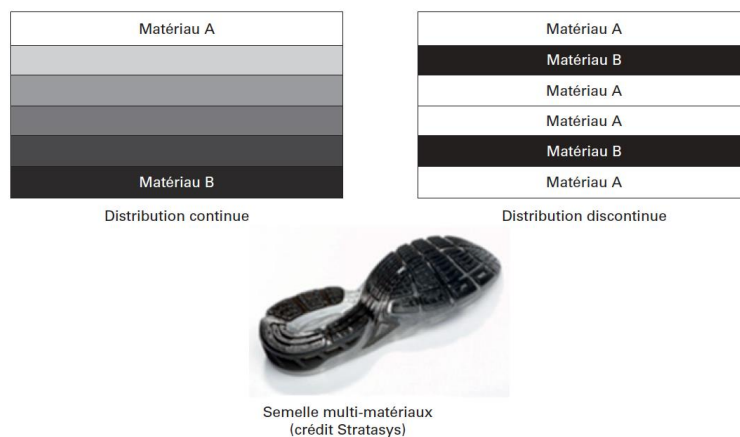 Matériau A
Matériau B
Distribution continue
Matériau A
Matériau B
Matériau A
Matériau A
Matériau B
Matériau A
Distribution discontinue
Semelle multi-matériaux
(crédit Stratasys)